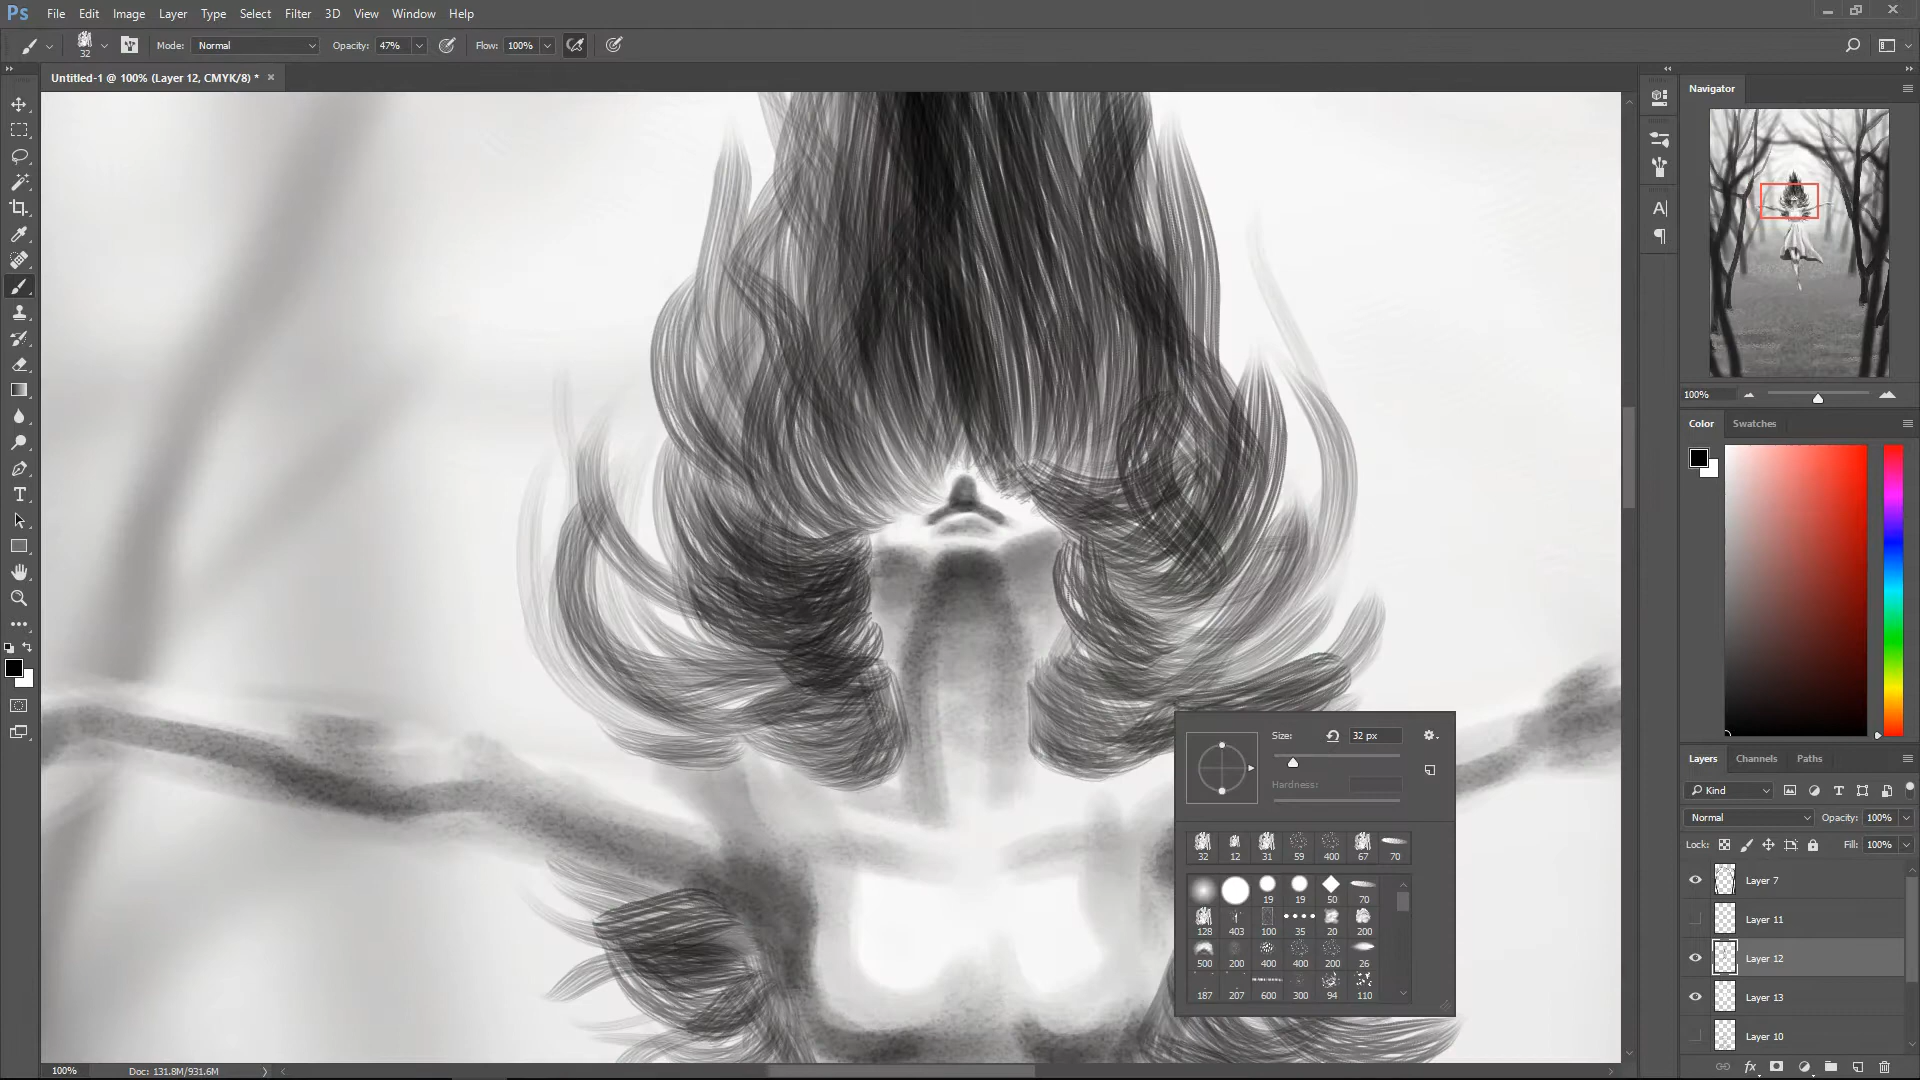 Ps File Edit Image Layer Type Select Filter 3D View Window Help
32 Mode: Normal Opacity: 47% Flow: 100%
Untitled-1 @ 100% (Layer 12, CMYK/8) *
Navigator
100%
Color Swatches
Size: 32 px
Hardness:
32 12 31 59 400 67 70
19 19 50 70
128 403 100 35 20 200
500 200 400 400 200 26
187 207 600 300 94 110
Layers Channels Paths
Kind
Normal Opacity: 100%
Lock: Fill: 100%
Layer 7
Layer 11
Layer 12
Layer 13
Layer 10
100% Doc: 131.8M/931.6M